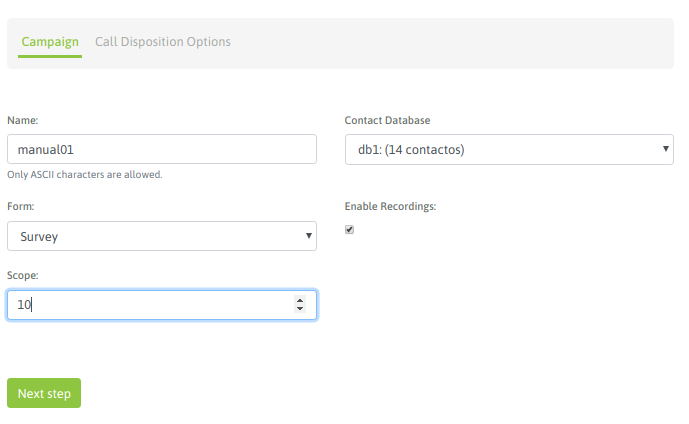 Campaign Call Disposition Options
Name: Contact Database
manual01 db1: (14 contactos)
Only ASCII characters are allowed.
Form: Enable Recordings:
Survey
Scope:
10
Next step